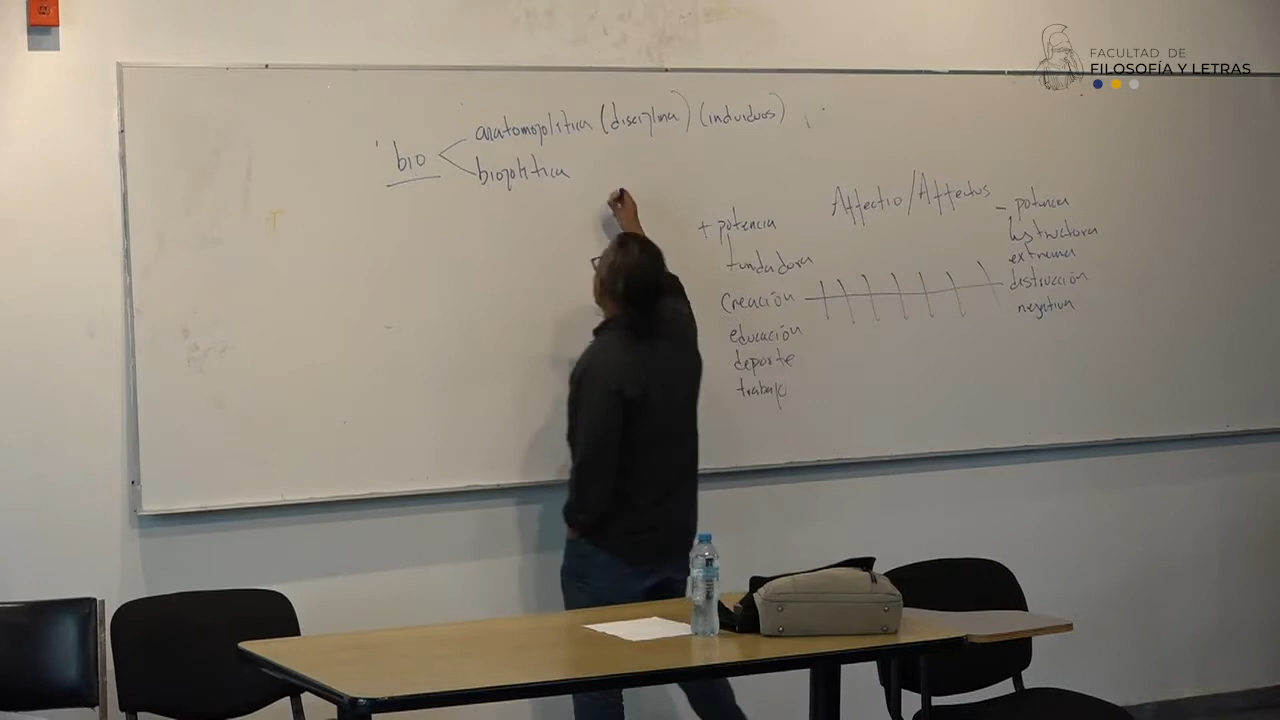 FACULTAD DE
FILOSOFÍA Y LETRAS
bio
anatomopolítica (disciplina) (individuos)
biopolítica
Affectio/Affectus
+ potencia
fundadora
creación
educación
deporte
trabajo
- potencia
extrema
destrucción
negativa